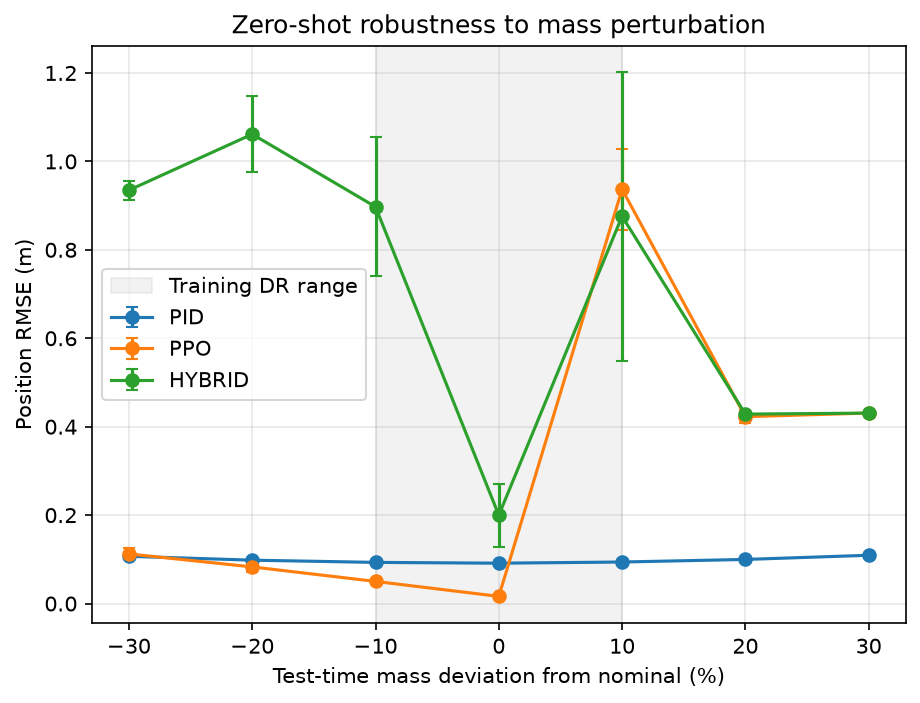 Zero-shot robustness to mass perturbation
1.2
1.0
0.8
0.6
0.4
0.2
0.0
Position RMSE (m)
Training DR range
PID
PPO
HYBRID
−30
−20
−10
0
10
20
30
Test-time mass deviation from nominal (%)